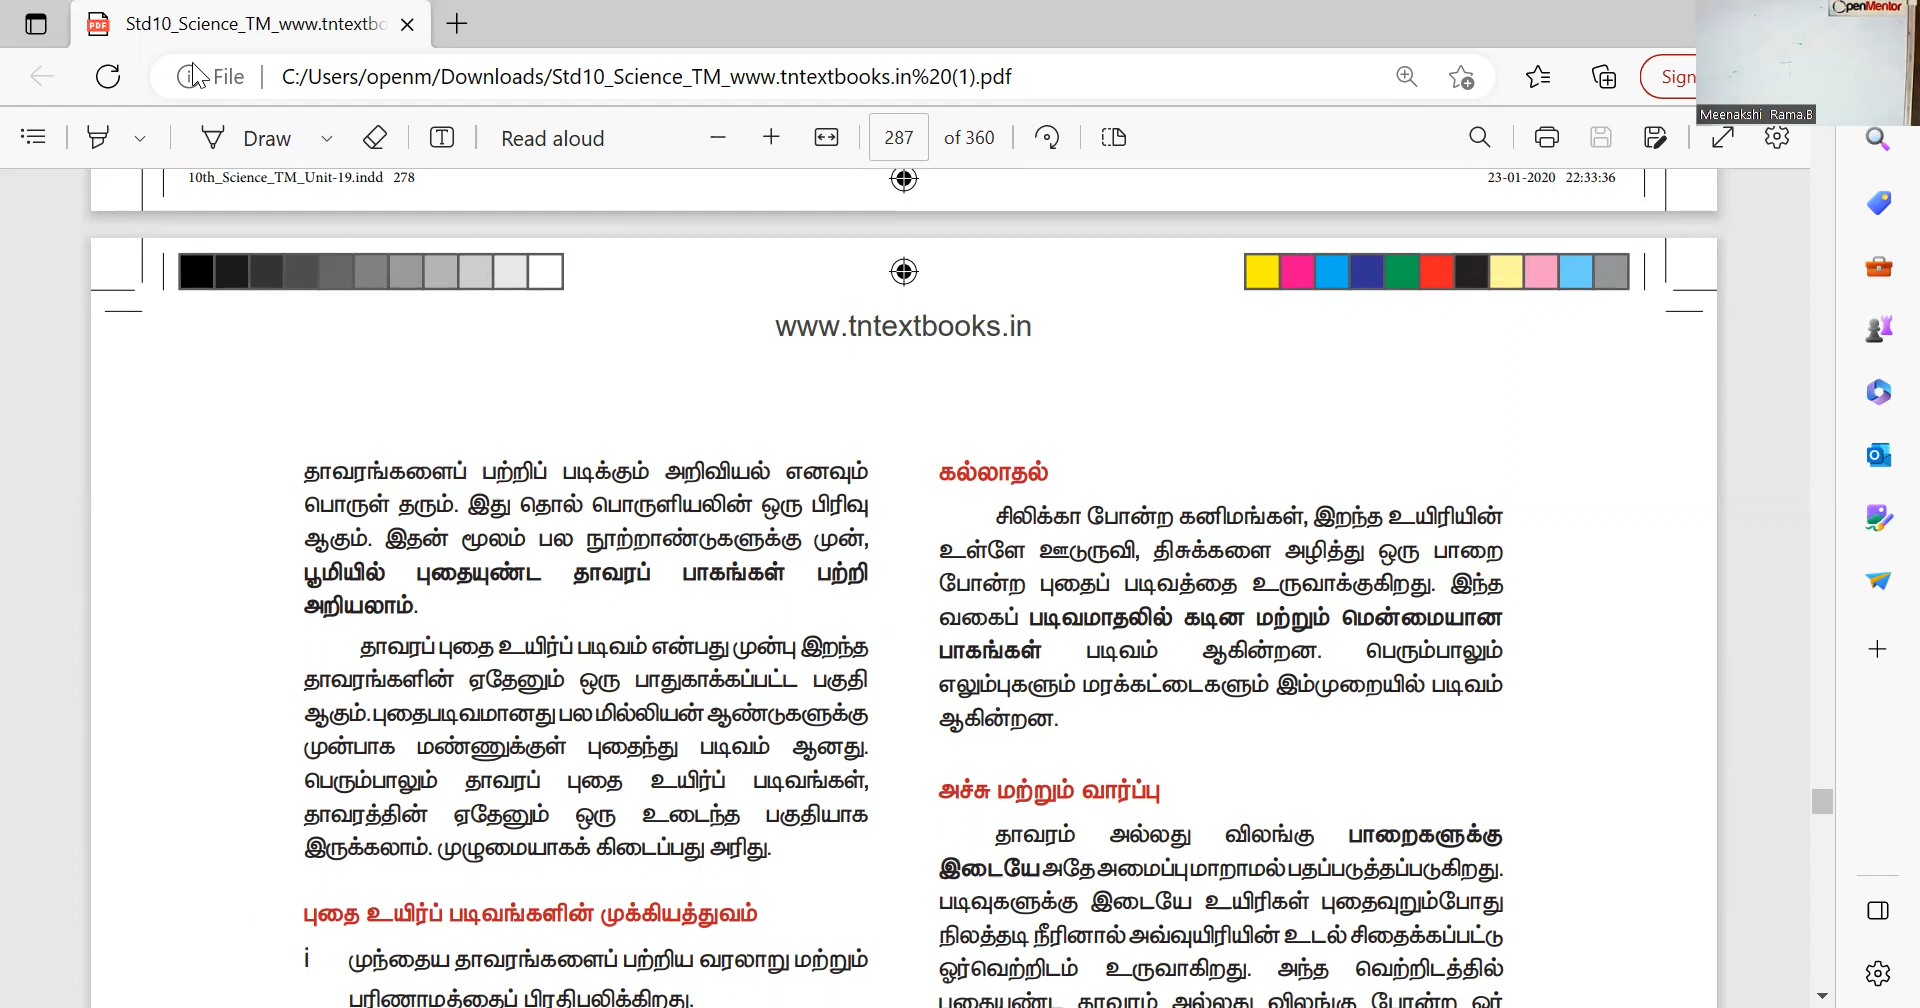 Std10_Science_TM_www.tntextbo
File
C:/Users/openm/Downloads/Std10_Science_TM_www.tntextbooks.in%20(1).pdf
Sign
OpenMentor
Meenakshi Rama.B
Draw
Read aloud
287 of 360
10th_Science_TM_Unit-19.indd 278
23-01-2020 22:33:36
www.tntextbooks.in
தாவரங்களைப் பற்றிப் படிக்கும் அறிவியல் எனவும்
பொருள் தரும். இது தொல் பொருளியலின் ஒரு பிரிவு
ஆகும். இதன் மூலம் பல நூற்றாண்டுகளுக்கு முன்,
பூமியில் புதையுண்ட தாவரப் பாகங்கள் பற்றி
அறியலாம்.
தாவரப் புதை உயிர்ப் படிவம் என்பது முன்பு இறந்த
தாவரங்களின் ஏதேனும் ஒரு பாதுகாக்கப்பட்ட பகுதி
ஆகும். புதைபடிவமானது பல மில்லியன் ஆண்டுகளுக்கு
முன்பாக மண்ணுக்குள் புதைந்து படிவம் ஆனது.
பெரும்பாலும் தாவரப் புதை உயிர்ப் படிவங்கள்,
தாவரத்தின் ஏதேனும் ஒரு உடைந்த பகுதியாக
இருக்கலாம். முழுமையாகக் கிடைப்பது அரிது.
புதை உயிர்ப் படிவங்களின் முக்கியத்துவம்
i முந்தைய தாவரங்களைப் பற்றிய வரலாறு மற்றும்
பரிணாமத்தைப் பிரதிபலிக்கிறது.
கல்லாதல்
சிலிக்கா போன்ற கனிமங்கள், இறந்த உயிரியின்
உள்ளே ஊடுருவி, திசுக்களை அழித்து ஒரு பாறை
போன்ற புதைப் படிவத்தை உருவாக்குகிறது. இந்த
வகைப் படிவமாதலில் கடின மற்றும் மென்மையான
பாகங்கள் படிவம் ஆகின்றன. பெரும்பாலும்
எலும்புகளும் மரக்கட்டைகளும் இம்முறையில் படிவம்
ஆகின்றன.
அச்சு மற்றும் வார்ப்பு
தாவரம் அல்லது விலங்கு பாறைகளுக்கு
இடையே அதே அமைப்பு மாறாமல் பதப்படுத்தப்படுகிறது.
படிவுகளுக்கு இடையே உயிரிகள் புதைவுறும்போது
நிலத்தடி நீரினால் அவ்வுயிரியின் உடல் சிதைக்கப்பட்டு
ஓர்வெற்றிடம் உருவாகிறது. அந்த வெற்றிடத்தில்
புதையுண்ட தாவரம் அல்லது விலங்கு போன்ற ஓர்